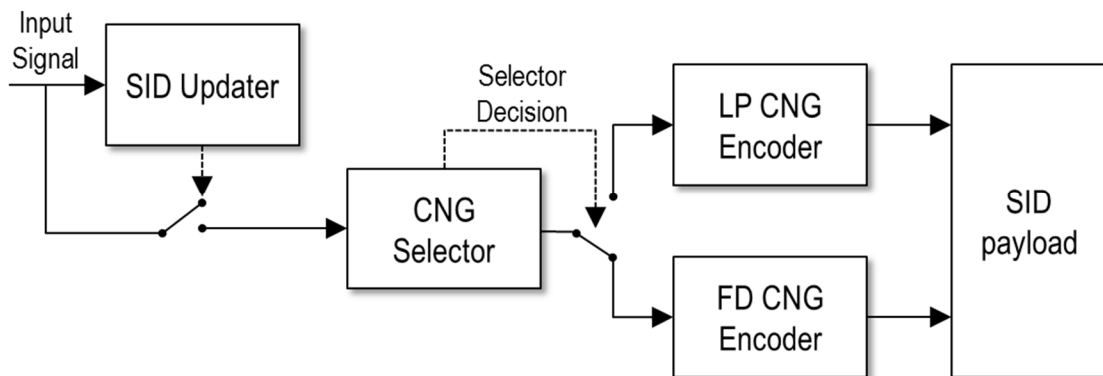 Input
Signal
SID Updater
Selector
Decision
CNG
Selector
LP CNG
Encoder
FD CNG
Encoder
SID
payload